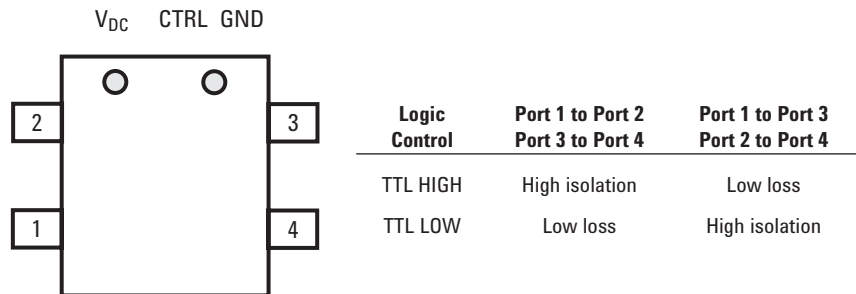 V_DC CTRL GND
2
3
1
4
Logic Control Port 1 to Port 2 Port 3 to Port 4 Port 1 to Port 3 Port 2 to Port 4
TTL HIGH High isolation Low loss
TTL LOW Low loss High isolation